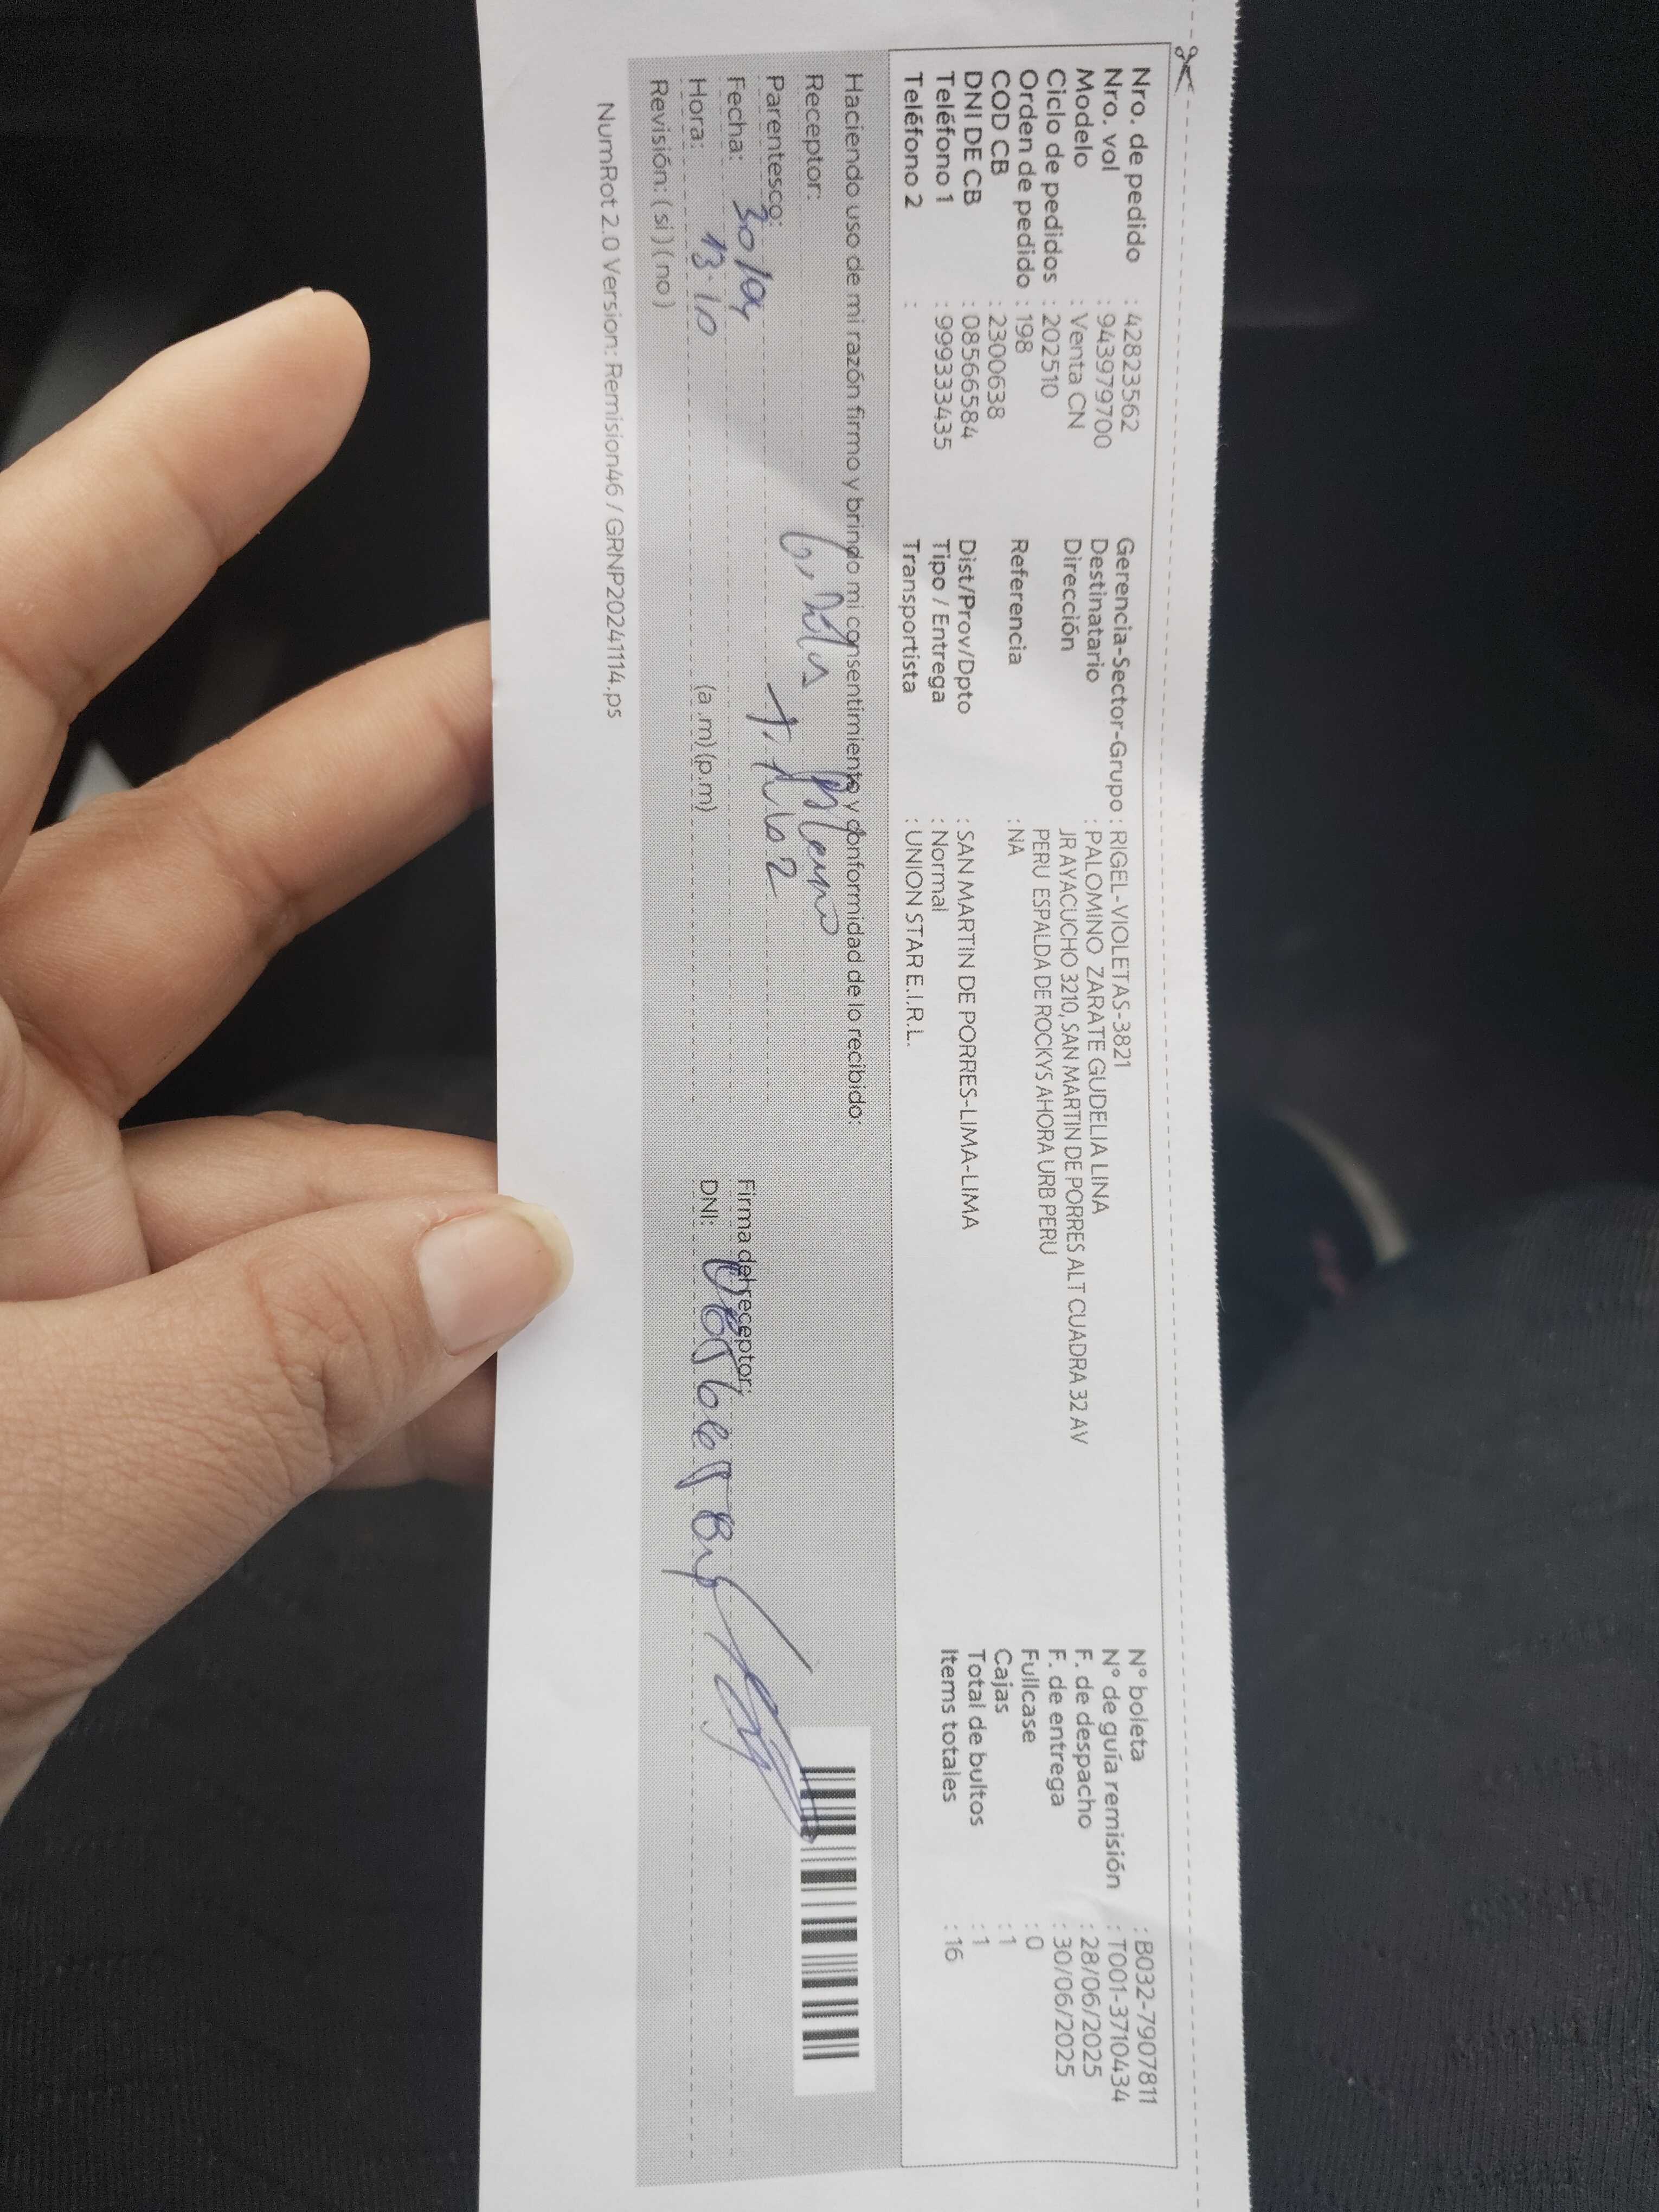 Nro. de pedido : 42823562
Nro. vol : 943979700
Modelo : Venta CN
Ciclo de pedidos : 202510
Orden de pedido : 198
COD CB : 2300638
DNI DE CB : 08566584
Teléfono 1 : 999333435
Teléfono 2 :
Gerencia-Sector-Grupo : RIGEL-VIOLETAS-3821
Destinatario : PALOMINO ZARATE GUDELIA LINA
Dirección : JR AYACUCHO 3210, SAN MARTIN DE PORRES ALT CUADRA 32 AV
PERU ESPALDA DE ROCKYS AHORA URB PERU
Referencia : NA
Dist/Prov/Dpto : SAN MARTIN DE PORRES-LIMA-LIMA
Tipo / Entrega : Normal
Transportista : UNION STAR E.I.R.L.
N° boleta : B032-7907811
N° de guía remisión : T001-3710434
F. de despacho : 28/06/2025
F. de entrega : 30/06/2025
Fullcase : 0
Cajas : 1
Total de bultos : 1
Items totales : 16
Haciendo uso de mi razón firmo y brindo mi consentimiento y conformidad de lo recibido:
Receptor:
Parentesco:
Fecha: 30/
Hora: 13:10 (a.m)(p.m)
Revisión: (si)(no)
Firma del receptor:
DNI:
NumRot 2.0 Version: Remision46 / GRNP20241114.ps